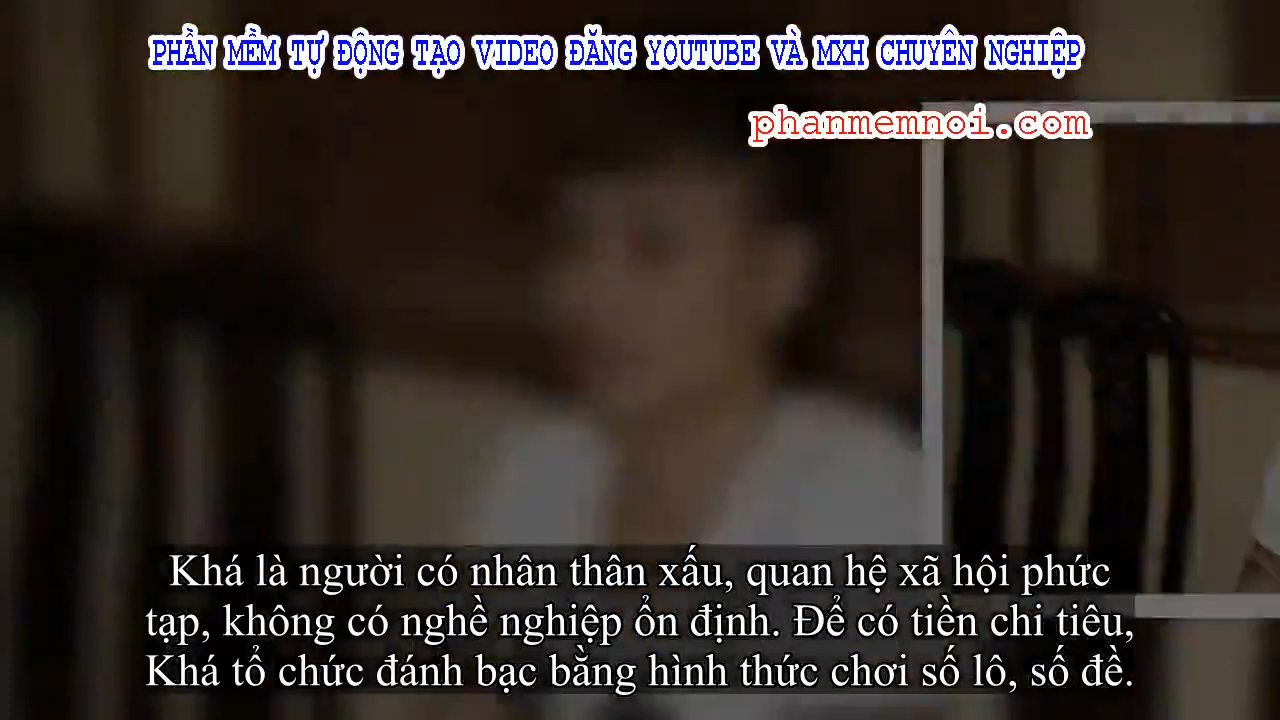 PHẦN MỀM TỰ ĐỘNG TẠO VIDEO ĐĂNG YOUTUBE VÀ MXH CHUYÊN NGHIỆP
phanmemnoi.com
Khá là người có nhân thân xấu, quan hệ xã hội phức
tạp, không có nghề nghiệp ổn định. Để có tiền chi tiêu,
Khá tổ chức đánh bạc bằng hình thức chơi số lô, số đề.